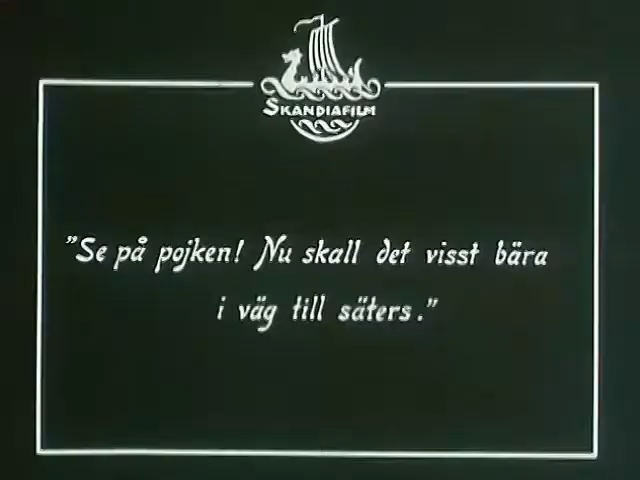 SKANDIAFILM
"Se på pojken! Nu skall det visst bära
i väg till säters."